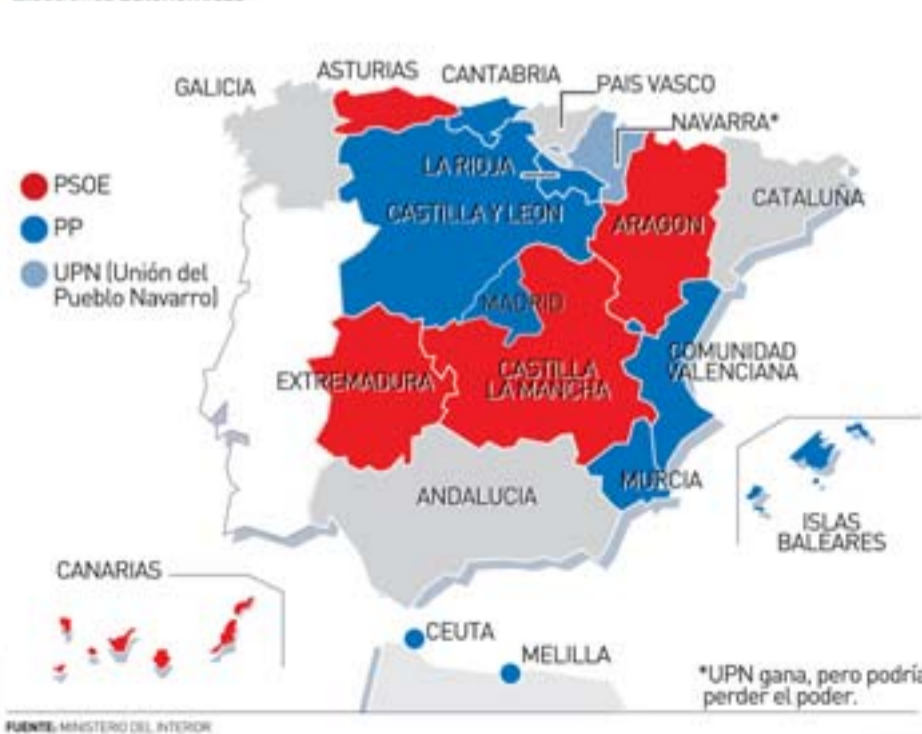 GALICIA
ASTURIAS
CANTABRIA
PAIS VASCO
NAVARRA*
PSOE
PP
UPN (Unión del
Pueblo Navarro)
LA RIOJA
CASTILLA Y LEON
ARAGON
CATALUÑA
MADRID
EXTREMADURA
CASTILLA
LA MANCHA
COMUNIDAD
VALENCIANA
MURCIA
ANDALUCIA
ISLAS
BALEARES
CANARIAS
CEUTA
MELILLA
*UPN gana, pero podría
perder el poder.
FUENTE: MINISTERIO DEL INTERIOR